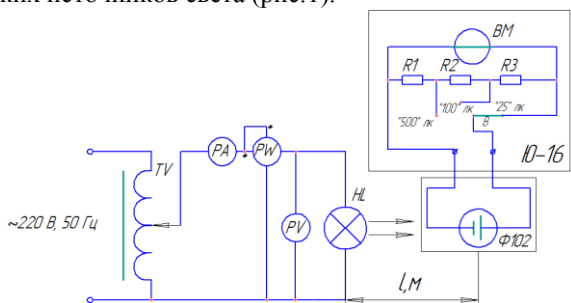 ких источников света (рис.1).
BM
R1 R2 R3
"500" лк "100" лк "25" лк
В
Ю-16
TV
PA
PW
PV
HL
Ф102
~220 В, 50 Гц
l,м